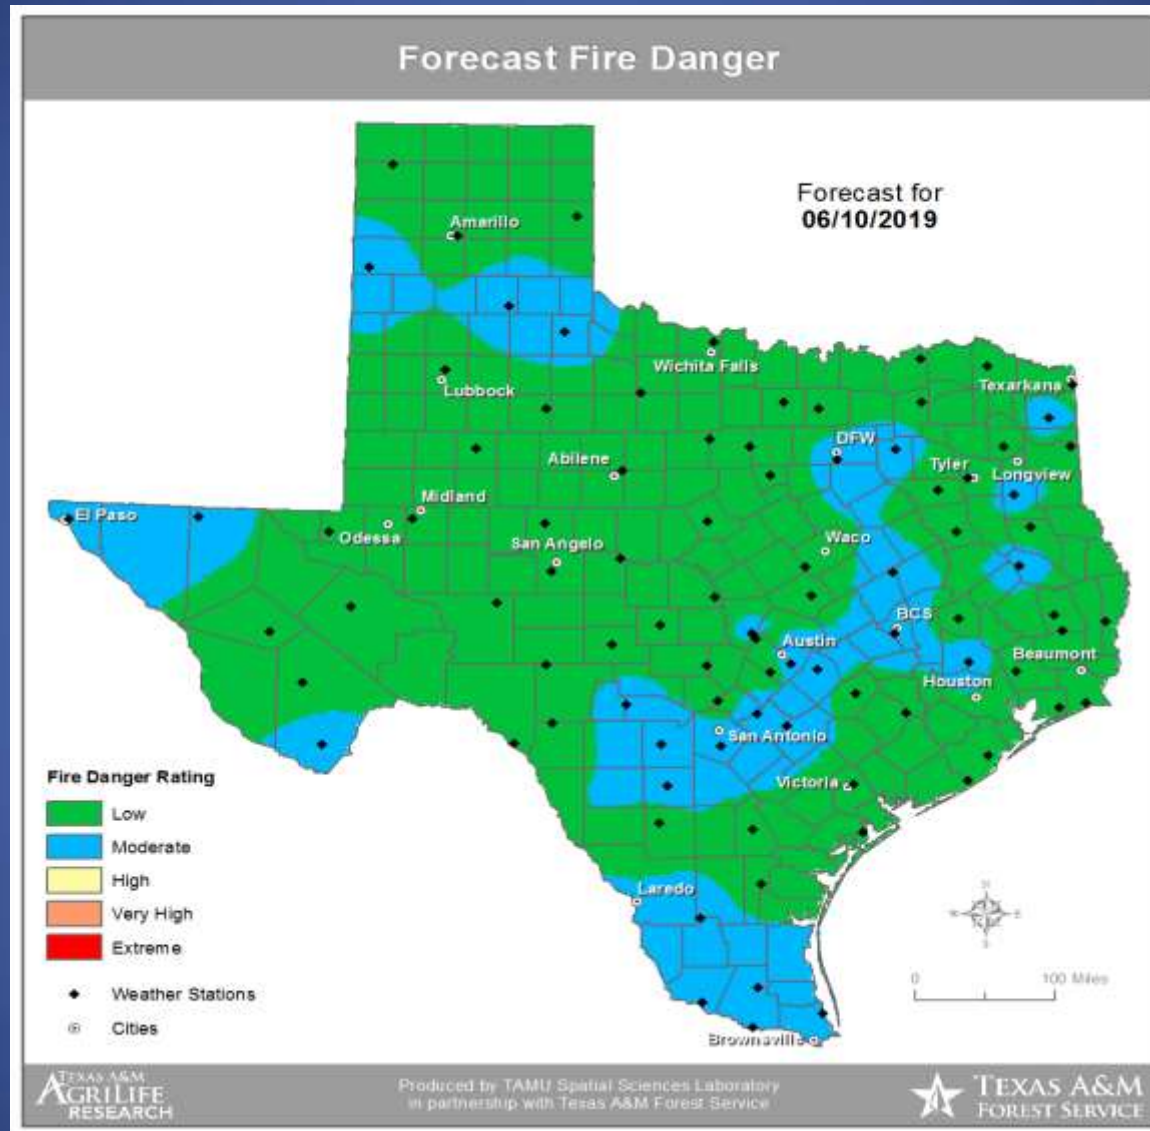 Forecast Fire Danger
Forecast for
06/10/2019
Amarillo
Wichita Falls
Lubbock
Texarkana
DFW
Abilene
Tyler
Longview
Midland
El Paso
Odessa
San Angelo
Waco
BCS
Austin
Beaumont
Houston
San Antonio
Victoria
Laredo
Brownsville
Fire Danger Rating
Low
Moderate
High
Very High
Extreme
Weather Stations
Cities
N
W E
S
0 100 Miles
TEXAS A&M
AGRILIFE
RESEARCH
Produced by TAMU Spatial Sciences Laboratory
in partnership with Texas A&M Forest Service
TEXAS A&M
FOREST SERVICE